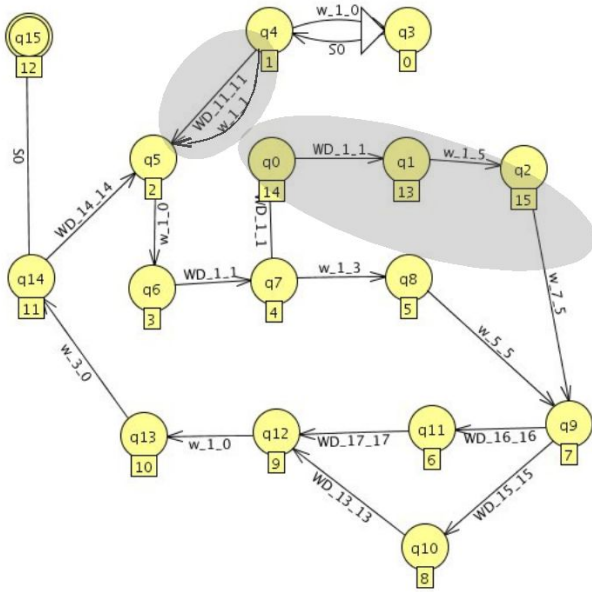 q15
12
q4
1
w_1_0
S0
q3
0
WD_11_11
w_1_1
S0
q5
2
q0
14
WD_1_1
q1
13
w_1_5
q2
15
WD_14_14
w_1_0
WD_1_1
w_7_5
q14
11
q6
3
WD_1_1
q7
4
w_1_3
q8
5
w_3_0
w_5_5
q13
10
w_1_0
q12
9
WD_17_17
q11
6
WD_16_16
q9
7
WD_13_13
WD_15_15
q10
8